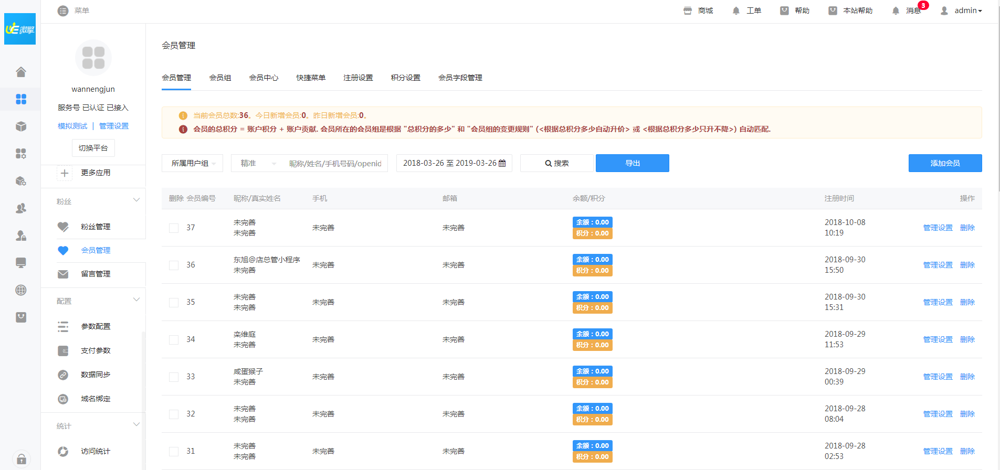 菜单
商城
工单
帮助
本站帮助
消息
3
admin
微擎
wannengjun
服务号 已认证 已接入
模拟测试 | 管理设置
切换平台
更多应用
粉丝
粉丝管理
会员管理
留言管理
配置
参数配置
支付参数
数据同步
域名绑定
统计
访问统计
会员管理
会员管理 会员组 会员中心 快捷菜单 注册设置 积分设置 会员字段管理
当前会员总数:36。今日新增会员:0。昨日新增会员:0。
会员的总积分 = 账户积分 + 账户贡献. 会员所在的会员组是根据 "总积分的多少" 和 "会员组的变更规则" (<根据总积分多少自动升价> 或 <根据总积分多少只升不降>) 自动匹配.
所属用户组 精准 昵称/姓名/手机号码/openid 2018-03-26 至 2019-03-26 搜索 导出 添加会员
删除 会员编号 昵称/真实姓名 手机 邮箱 余额/积分 注册时间 操作
37 未完善 未完善 未完善 未完善 余额：0.00 积分：0.00 2018-10-08 10:19 管理设置 删除
36 东旭@店总管小程序 未完善 未完善 未完善 余额：0.00 积分：0.00 2018-09-30 15:50 管理设置 删除
35 未完善 未完善 未完善 未完善 余额：0.00 积分：0.00 2018-09-30 15:31 管理设置 删除
34 栾维庭 未完善 未完善 未完善 余额：0.00 积分：0.00 2018-09-29 11:53 管理设置 删除
33 咸蛋猴子 未完善 未完善 未完善 余额：0.00 积分：0.00 2018-09-29 00:39 管理设置 删除
32 未完善 未完善 未完善 未完善 余额：0.00 积分：0.00 2018-09-28 08:04 管理设置 删除
31 未完善 未完善 未完善 未完善 余额：0.00 积分：0.00 2018-09-28 02:53 管理设置 删除